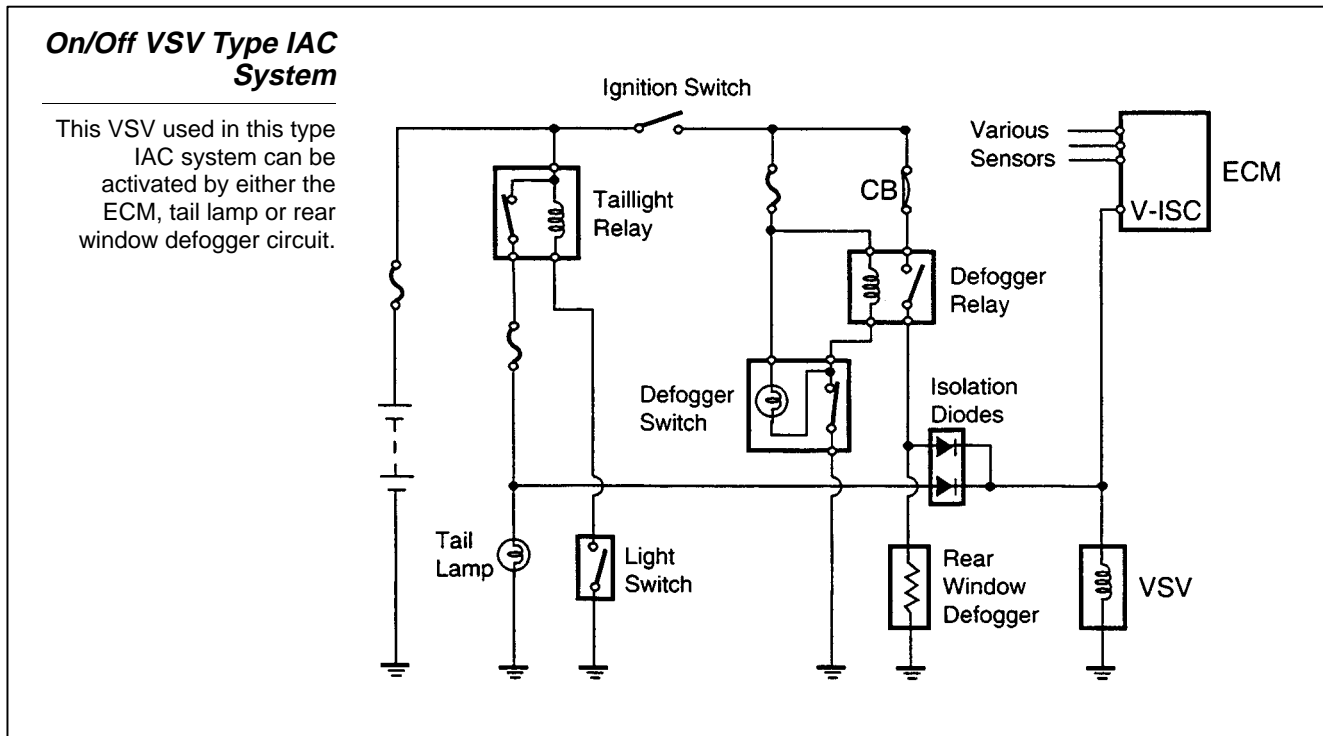 On/Off VSV Type IAC
System
This VSV used in this type
IAC system can be
activated by either the
ECM, tail lamp or rear
window defogger circuit.
Ignition Switch
Various
Sensors
ECM
V-ISC
Taillight
Relay
CB
Defogger
Relay
Defogger
Switch
Isolation
Diodes
Tail
Lamp
Light
Switch
Rear
Window
Defogger
VSV